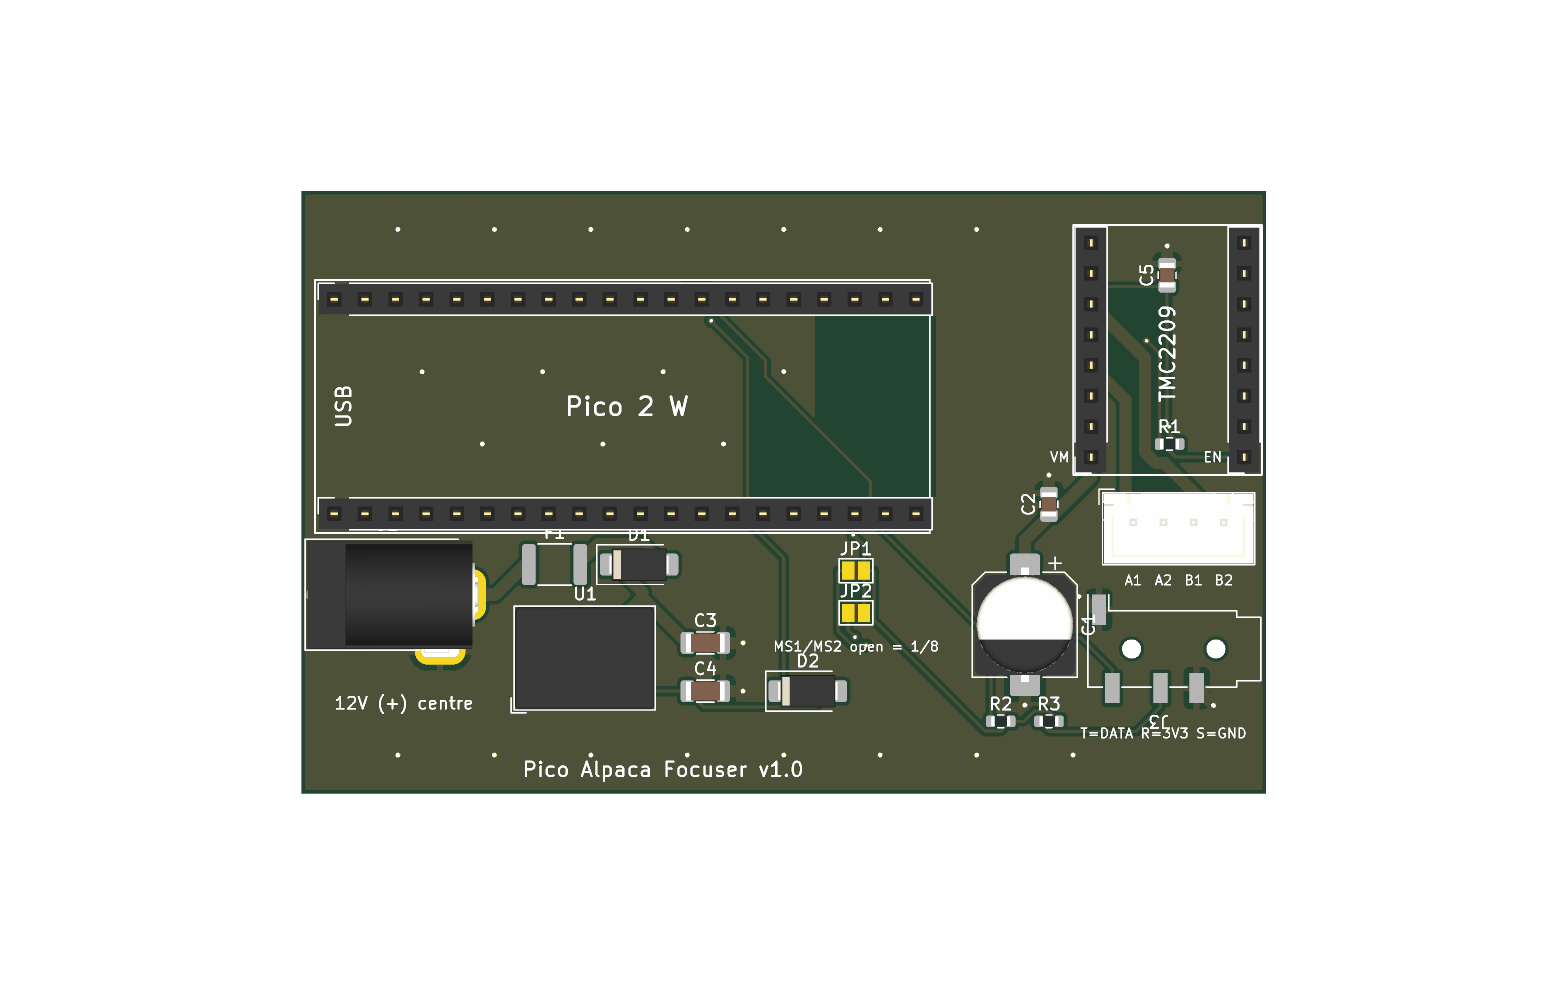 C5
TMC2209
USB
Pico 2 W
R1
VM
EN
C2
F1
D1
JP1
+
A1 A2 B1 B2
U1
JP2
C3
C1
MS1/MS2 open = 1/8
D2
C4
12V (+) centre
R2
R3
J3
T=DATA R=3V3 S=GND
Pico Alpaca Focuser v1.0